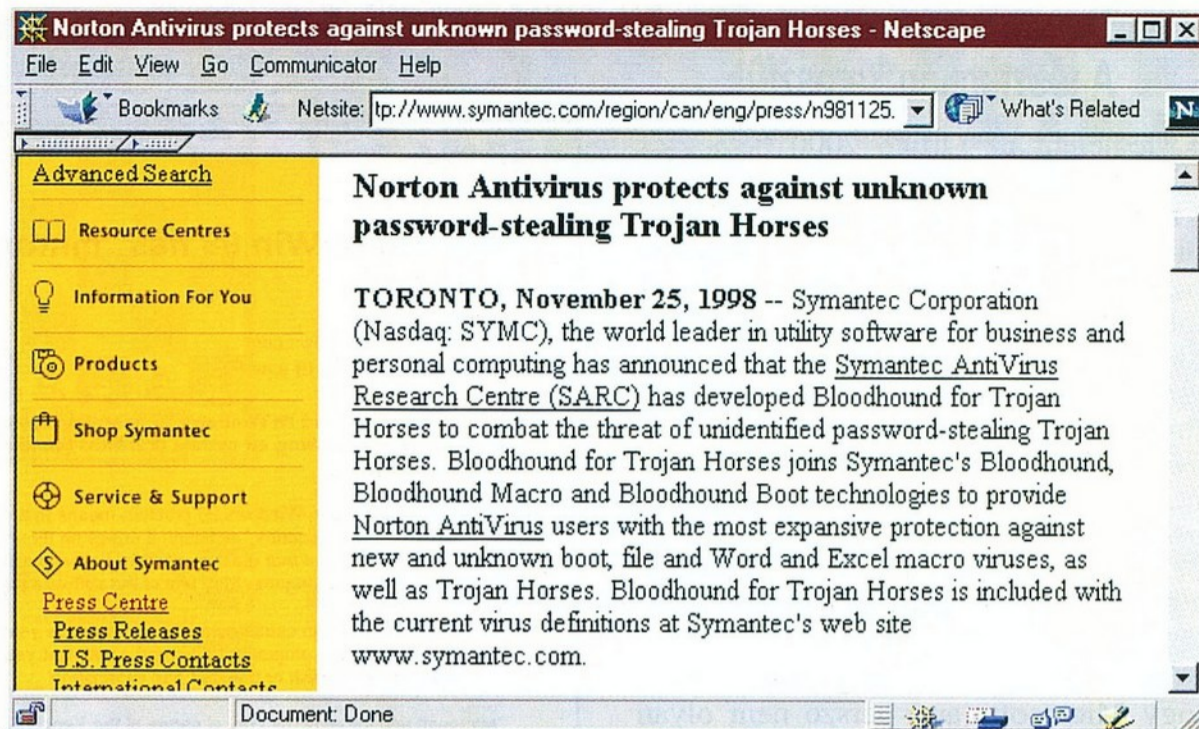 Norton Antivirus protects against unknown password-stealing Trojan Horses - Netscape
File Edit View Go Communicator Help
Bookmarks Netsite: tp://www.symantec.com/region/can/eng/press/n981125. What's Related N
Advanced Search
Resource Centres
Information For You
Products
Shop Symantec
Service & Support
About Symantec
Press Centre
Press Releases
U.S. Press Contacts
International Contacts
Norton Antivirus protects against unknown
password-stealing Trojan Horses
TORONTO, November 25, 1998 -- Symantec Corporation
(Nasdaq: SYMC), the world leader in utility software for business and
personal computing has announced that the Symantec AntiVirus
Research Centre (SARC) has developed Bloodhound for Trojan
Horses to combat the threat of unidentified password-stealing Trojan
Horses. Bloodhound for Trojan Horses joins Symantec's Bloodhound,
Bloodhound Macro and Bloodhound Boot technologies to provide
Norton AntiVirus users with the most expansive protection against
new and unknown boot, file and Word and Excel macro viruses, as
well as Trojan Horses. Bloodhound for Trojan Horses is included with
the current virus definitions at Symantec's web site
www.symantec.com.
Document: Done